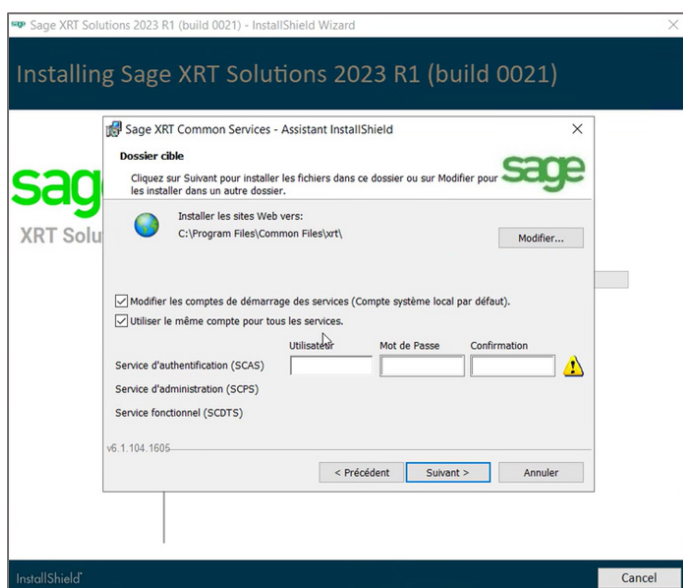 Sage XRT Solutions 2023 R1 (build 0021) - InstallShield Wizard
Installing Sage XRT Solutions 2023 R1 (build 0021)
Sage XRT Common Services - Assistant InstallShield
Dossier cible
Cliquez sur Suivant pour installer les fichiers dans ce dossier ou sur Modifier pour
les installer dans un autre dossier.
sage
sag
XRT Solu
Installer les sites Web vers:
C:\Program Files\Common Files\xrt\
Modifier...
Modifier les comptes de démarrage des services (Compte système local par défaut).
Utiliser le même compte pour tous les services.
Utilisateur Mot de Passe Confirmation
Service d'authentification (SCAS)
Service d'administration (SCPS)
Service fonctionnel (SCDTS)
v6.1.104.1605
< Précédent Suivant > Annuler
InstallShield
Cancel